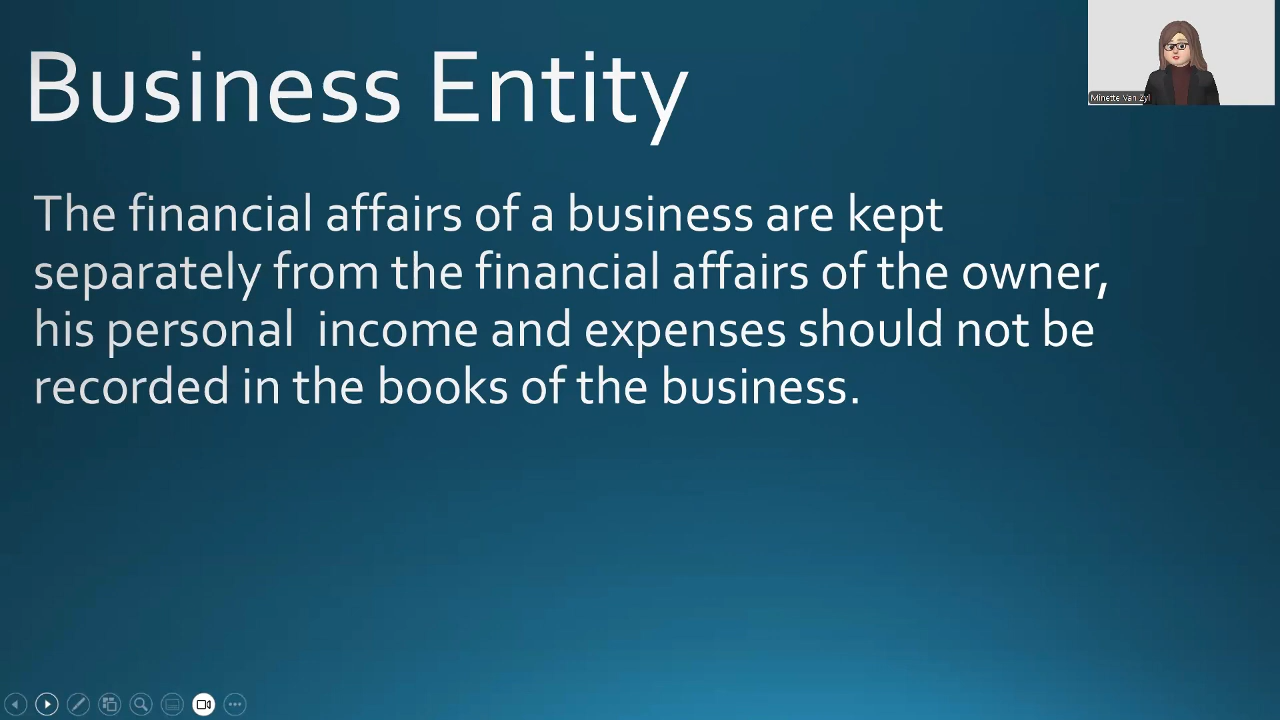 Business Entity
Minette Van Zyl
The financial affairs of a business are kept
separately from the financial affairs of the owner,
his personal  income and expenses should not be
recorded in the books of the business.